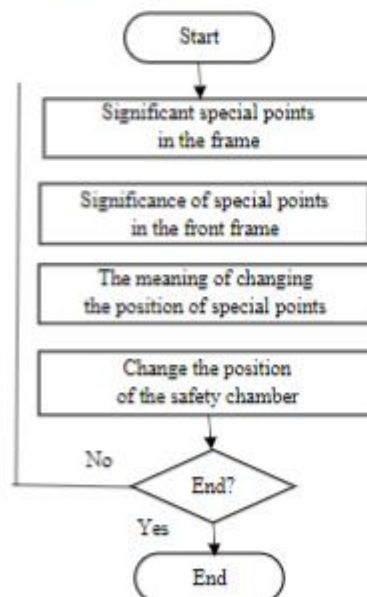 Start
Significant special points
in the frame
Significance of special points
in the front frame
The meaning of changing
the position of special points
Change the position
of the safety chamber
No
End?
Yes
End